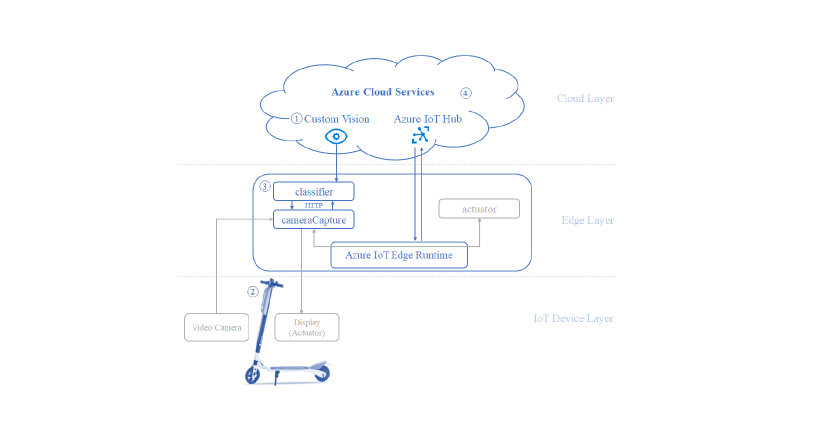 Azure Cloud Services
④
Cloud Layer
① Custom Vision
Azure IoT Hub
③
classifier
HTTP
cameraCapture
actuator
Edge Layer
Azure IoT Edge Runtime
②
Video Camera
Display
(Actuator)
IoT Device Layer